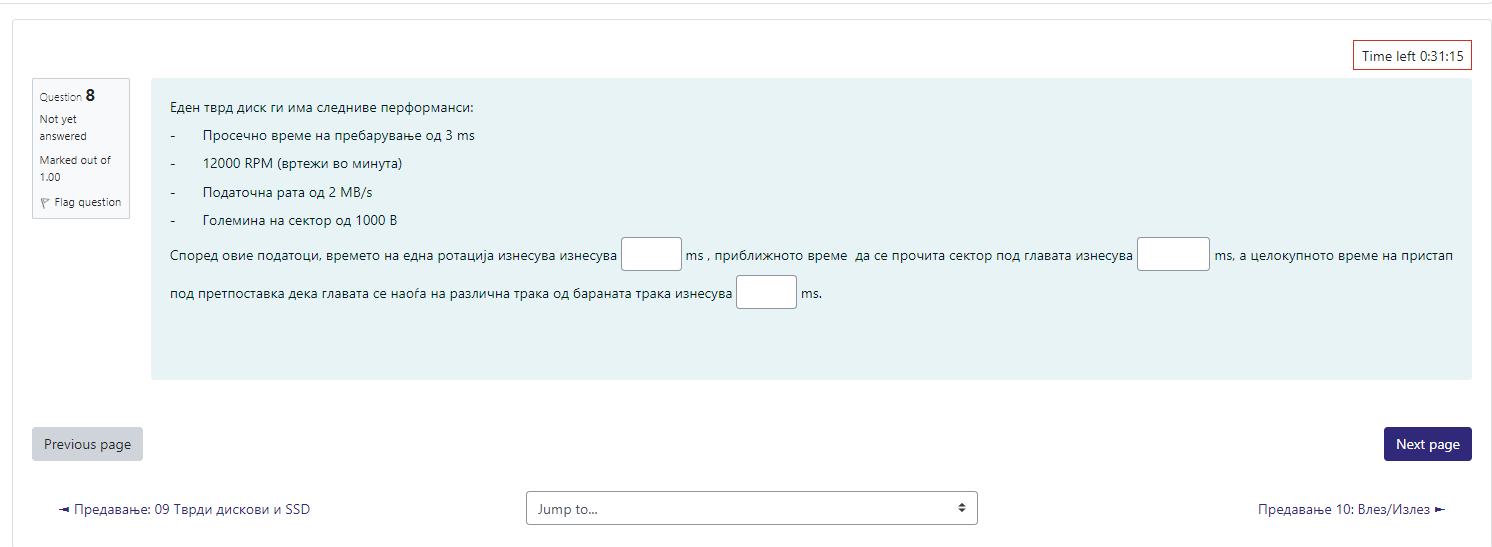 Time left 0:31:15
Question 8
Not yet
answered
Marked out of
1.00
Flag question
Еден тврд диск ги има следниве перформанси:
- Просечно време на пребарување од 3 ms
- 12000 RPM (вртежи во минута)
- Податочна рата од 2 MB/s
- Големина на сектор од 1000 B
Според овие податоци, времето на една ротација изнесува изнесува ms , приближното време да се прочита сектор под главата изнесува ms, а целокупното време на пристап
под претпоставка дека главата се наоѓа на различна трака од бараната трака изнесува ms.
Previous page
Next page
◄ Предавање: 09 Тврди дискови и SSD
Jump to...
Предавање 10: Влез/Излез ►